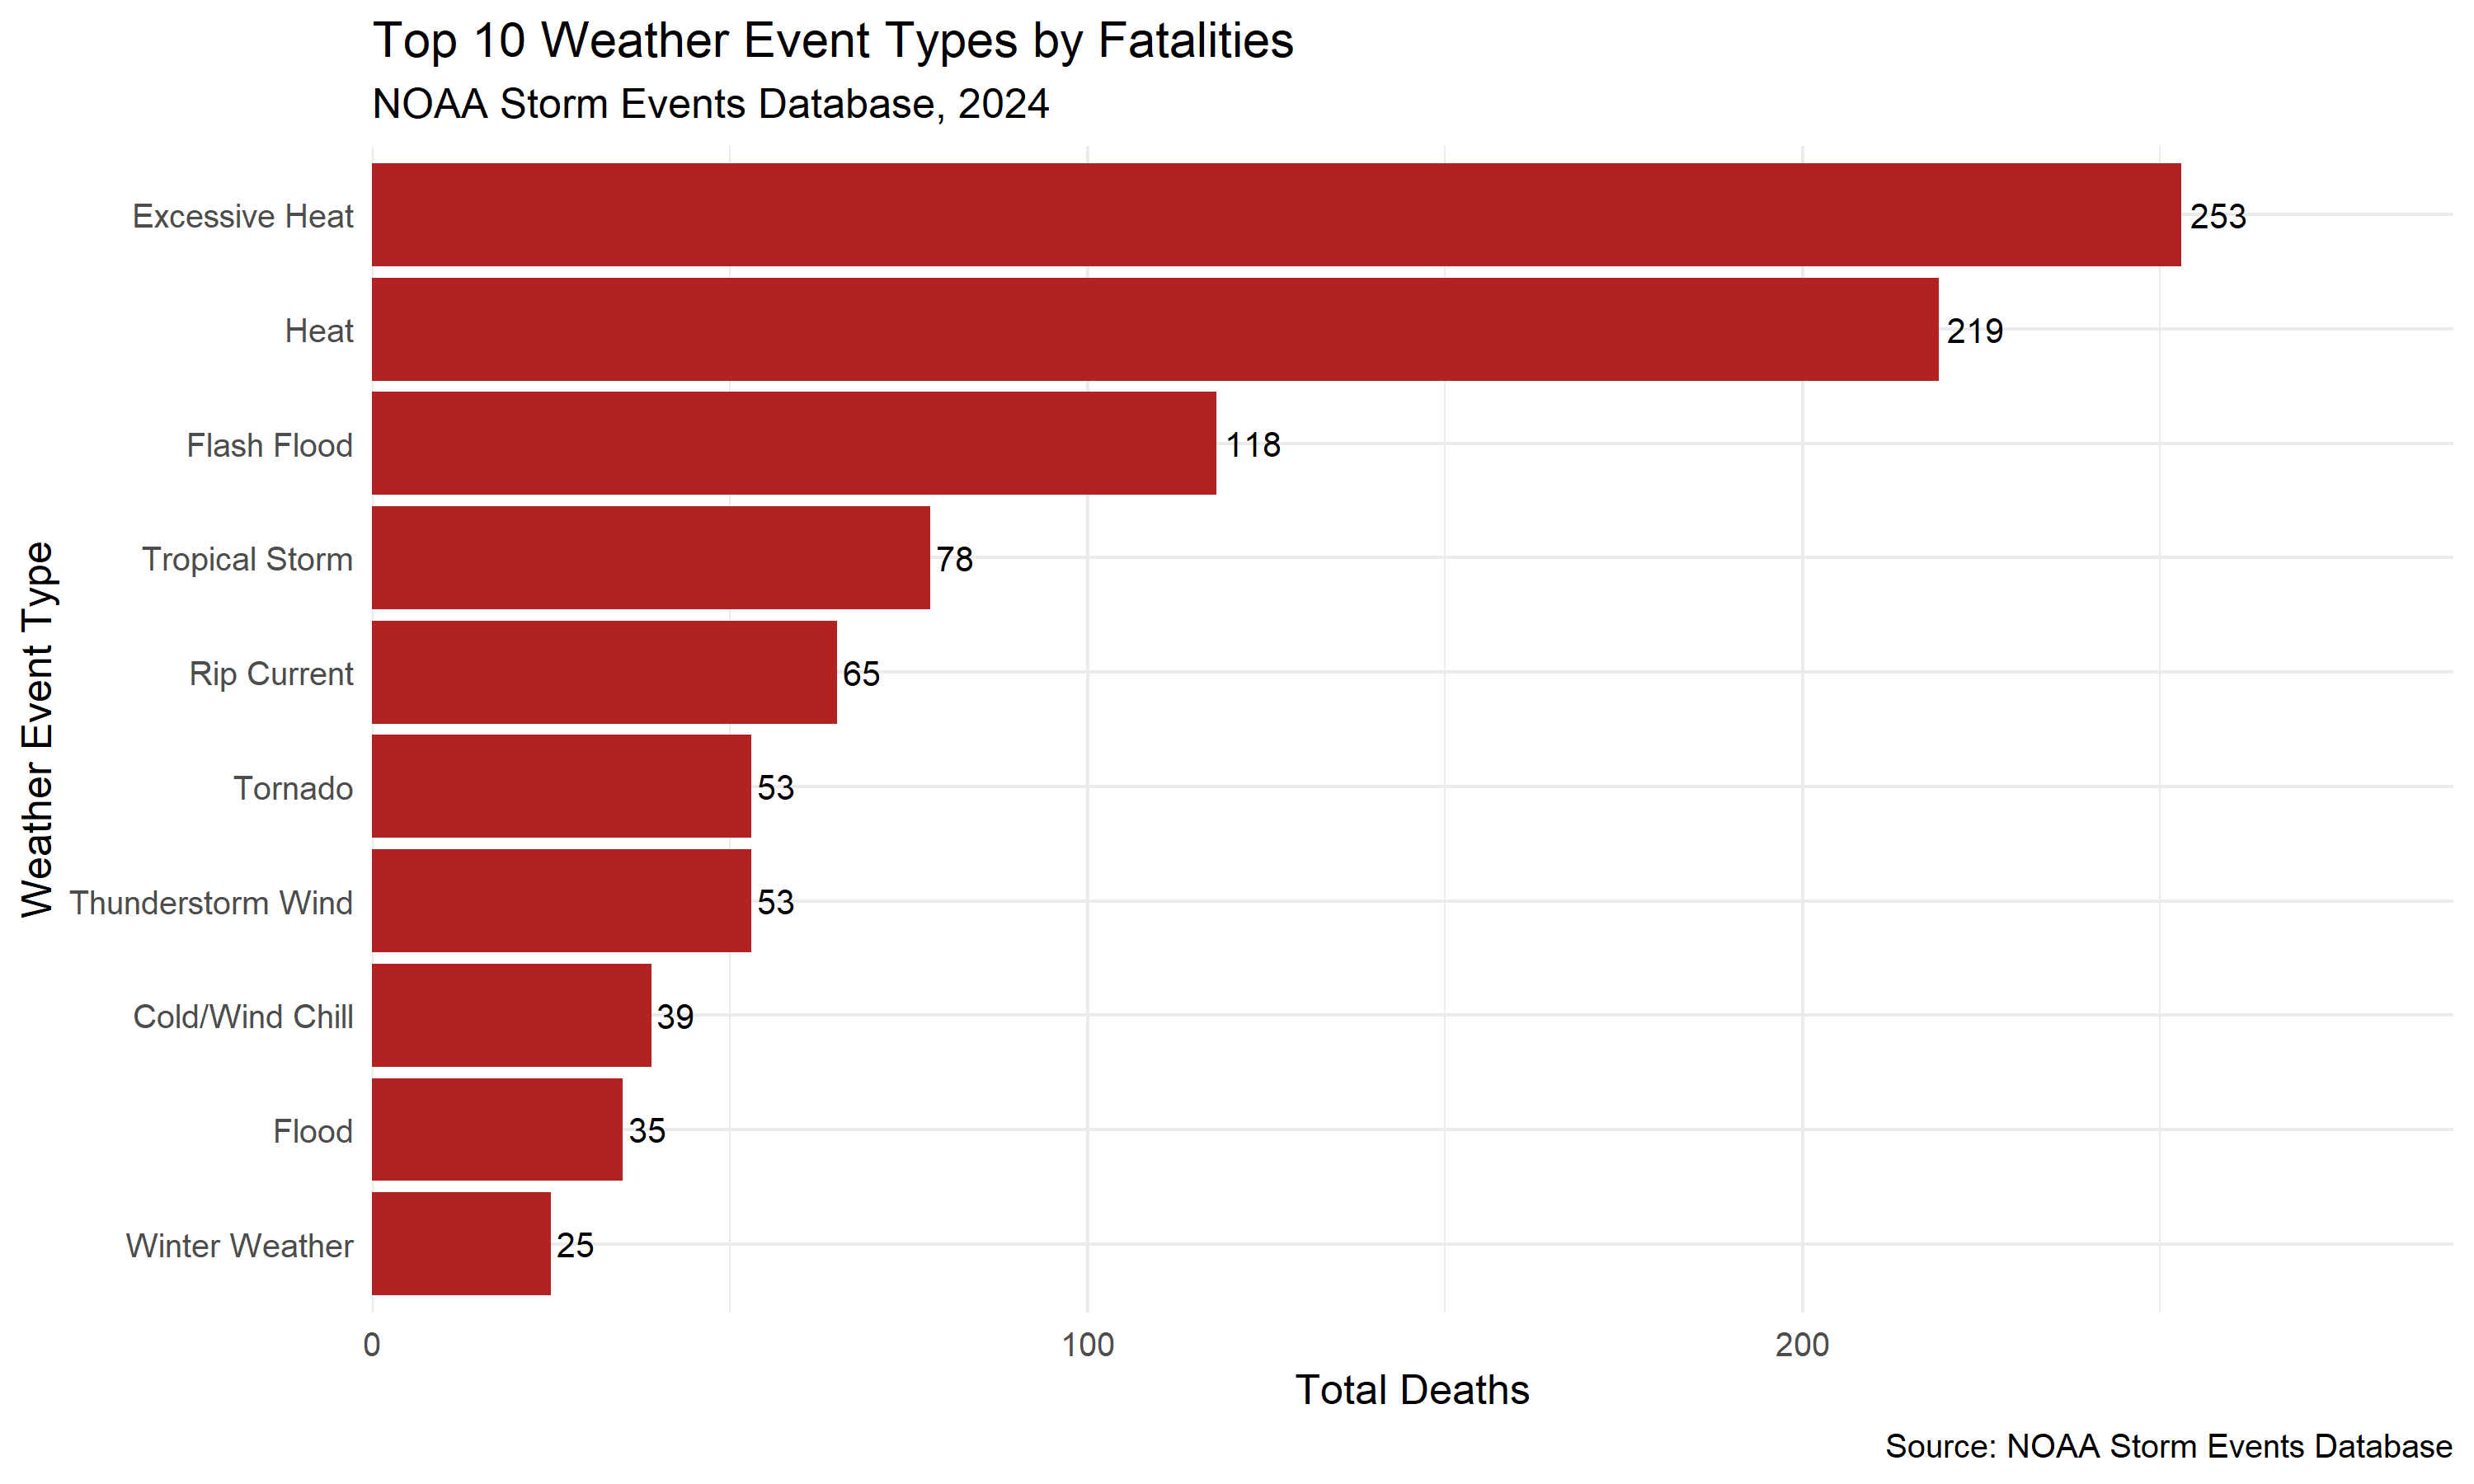 Top 10 Weather Event Types by Fatalities
NOAA Storm Events Database, 2024
Weather Event Type
Excessive Heat 253
Heat 219
Flash Flood 118
Tropical Storm 78
Rip Current 65
Tornado 53
Thunderstorm Wind 53
Cold/Wind Chill 39
Flood 35
Winter Weather 25
0 100 200
Total Deaths
Source: NOAA Storm Events Database